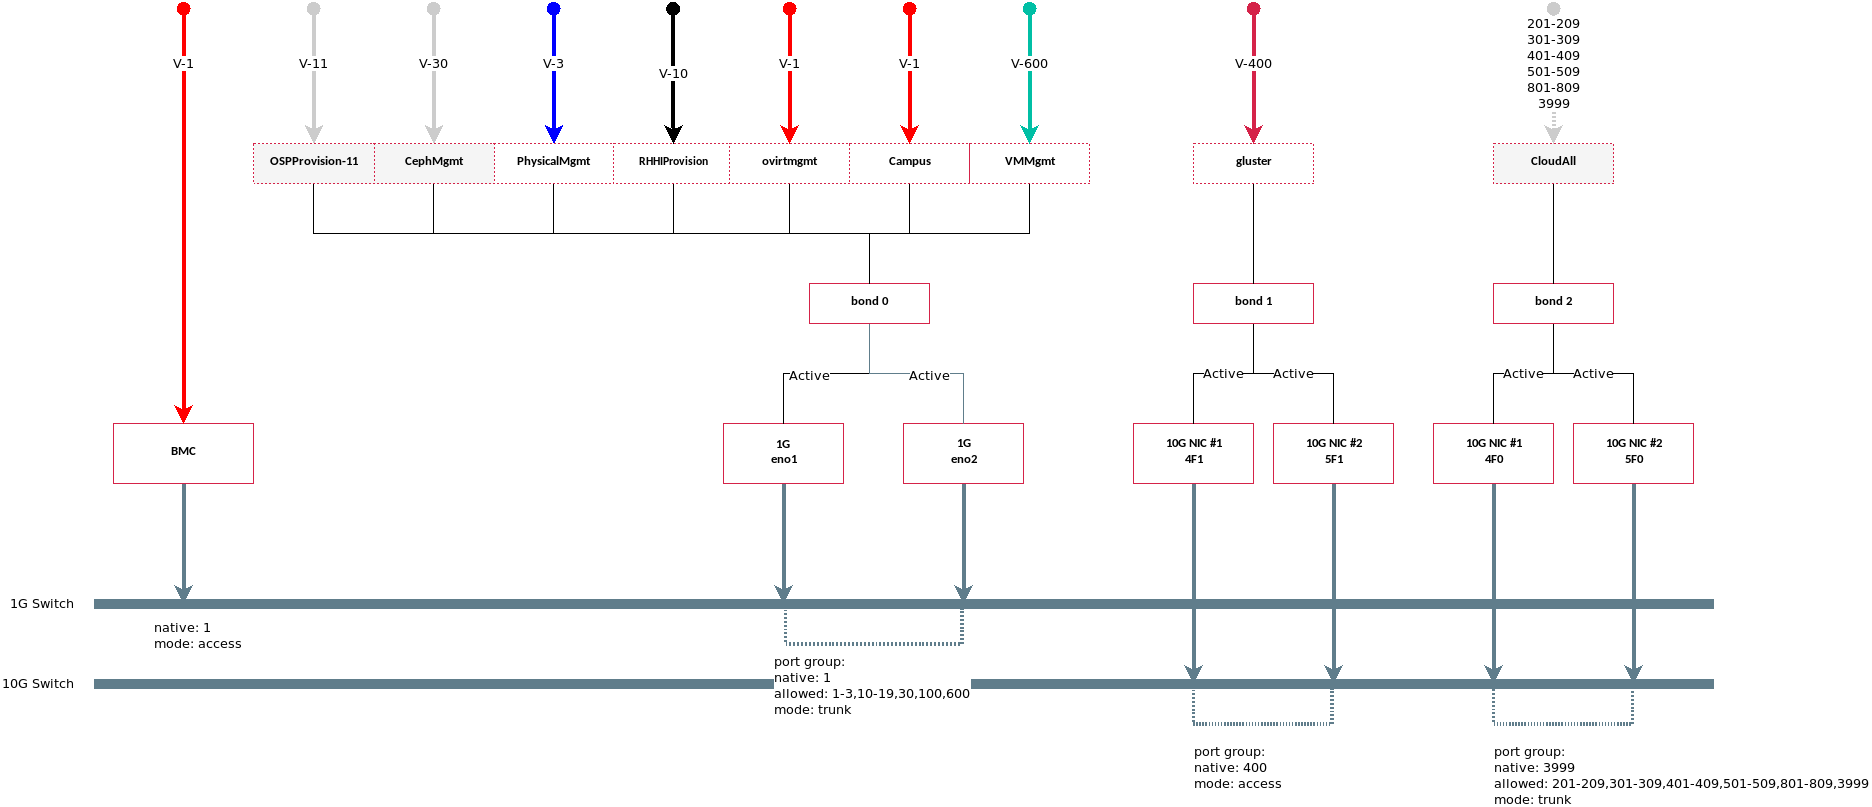 201-209
301-309
401-409
501-509
801-809
3999
V-1
V-11
V-30
V-3
V-10
V-1
V-1
V-600
V-400
OSPProvision-11
CephMgmt
PhysicalMgmt
RHHIProvision
ovirtmgmt
Campus
VMMgmt
gluster
CloudAll
bond 0
bond 1
bond 2
Active
Active
Active
Active
Active
Active
BMC
1G
eno1
1G
eno2
10G NIC #1
4F1
10G NIC #2
5F1
10G NIC #1
4F0
10G NIC #2
5F0
1G Switch
native: 1
mode: access
port group:
native: 1
allowed: 1-3,10-19,30,100,600
mode: trunk
10G Switch
port group:
native: 400
mode: access
port group:
native: 3999
allowed: 201-209,301-309,401-409,501-509,801-809,3999
mode: trunk